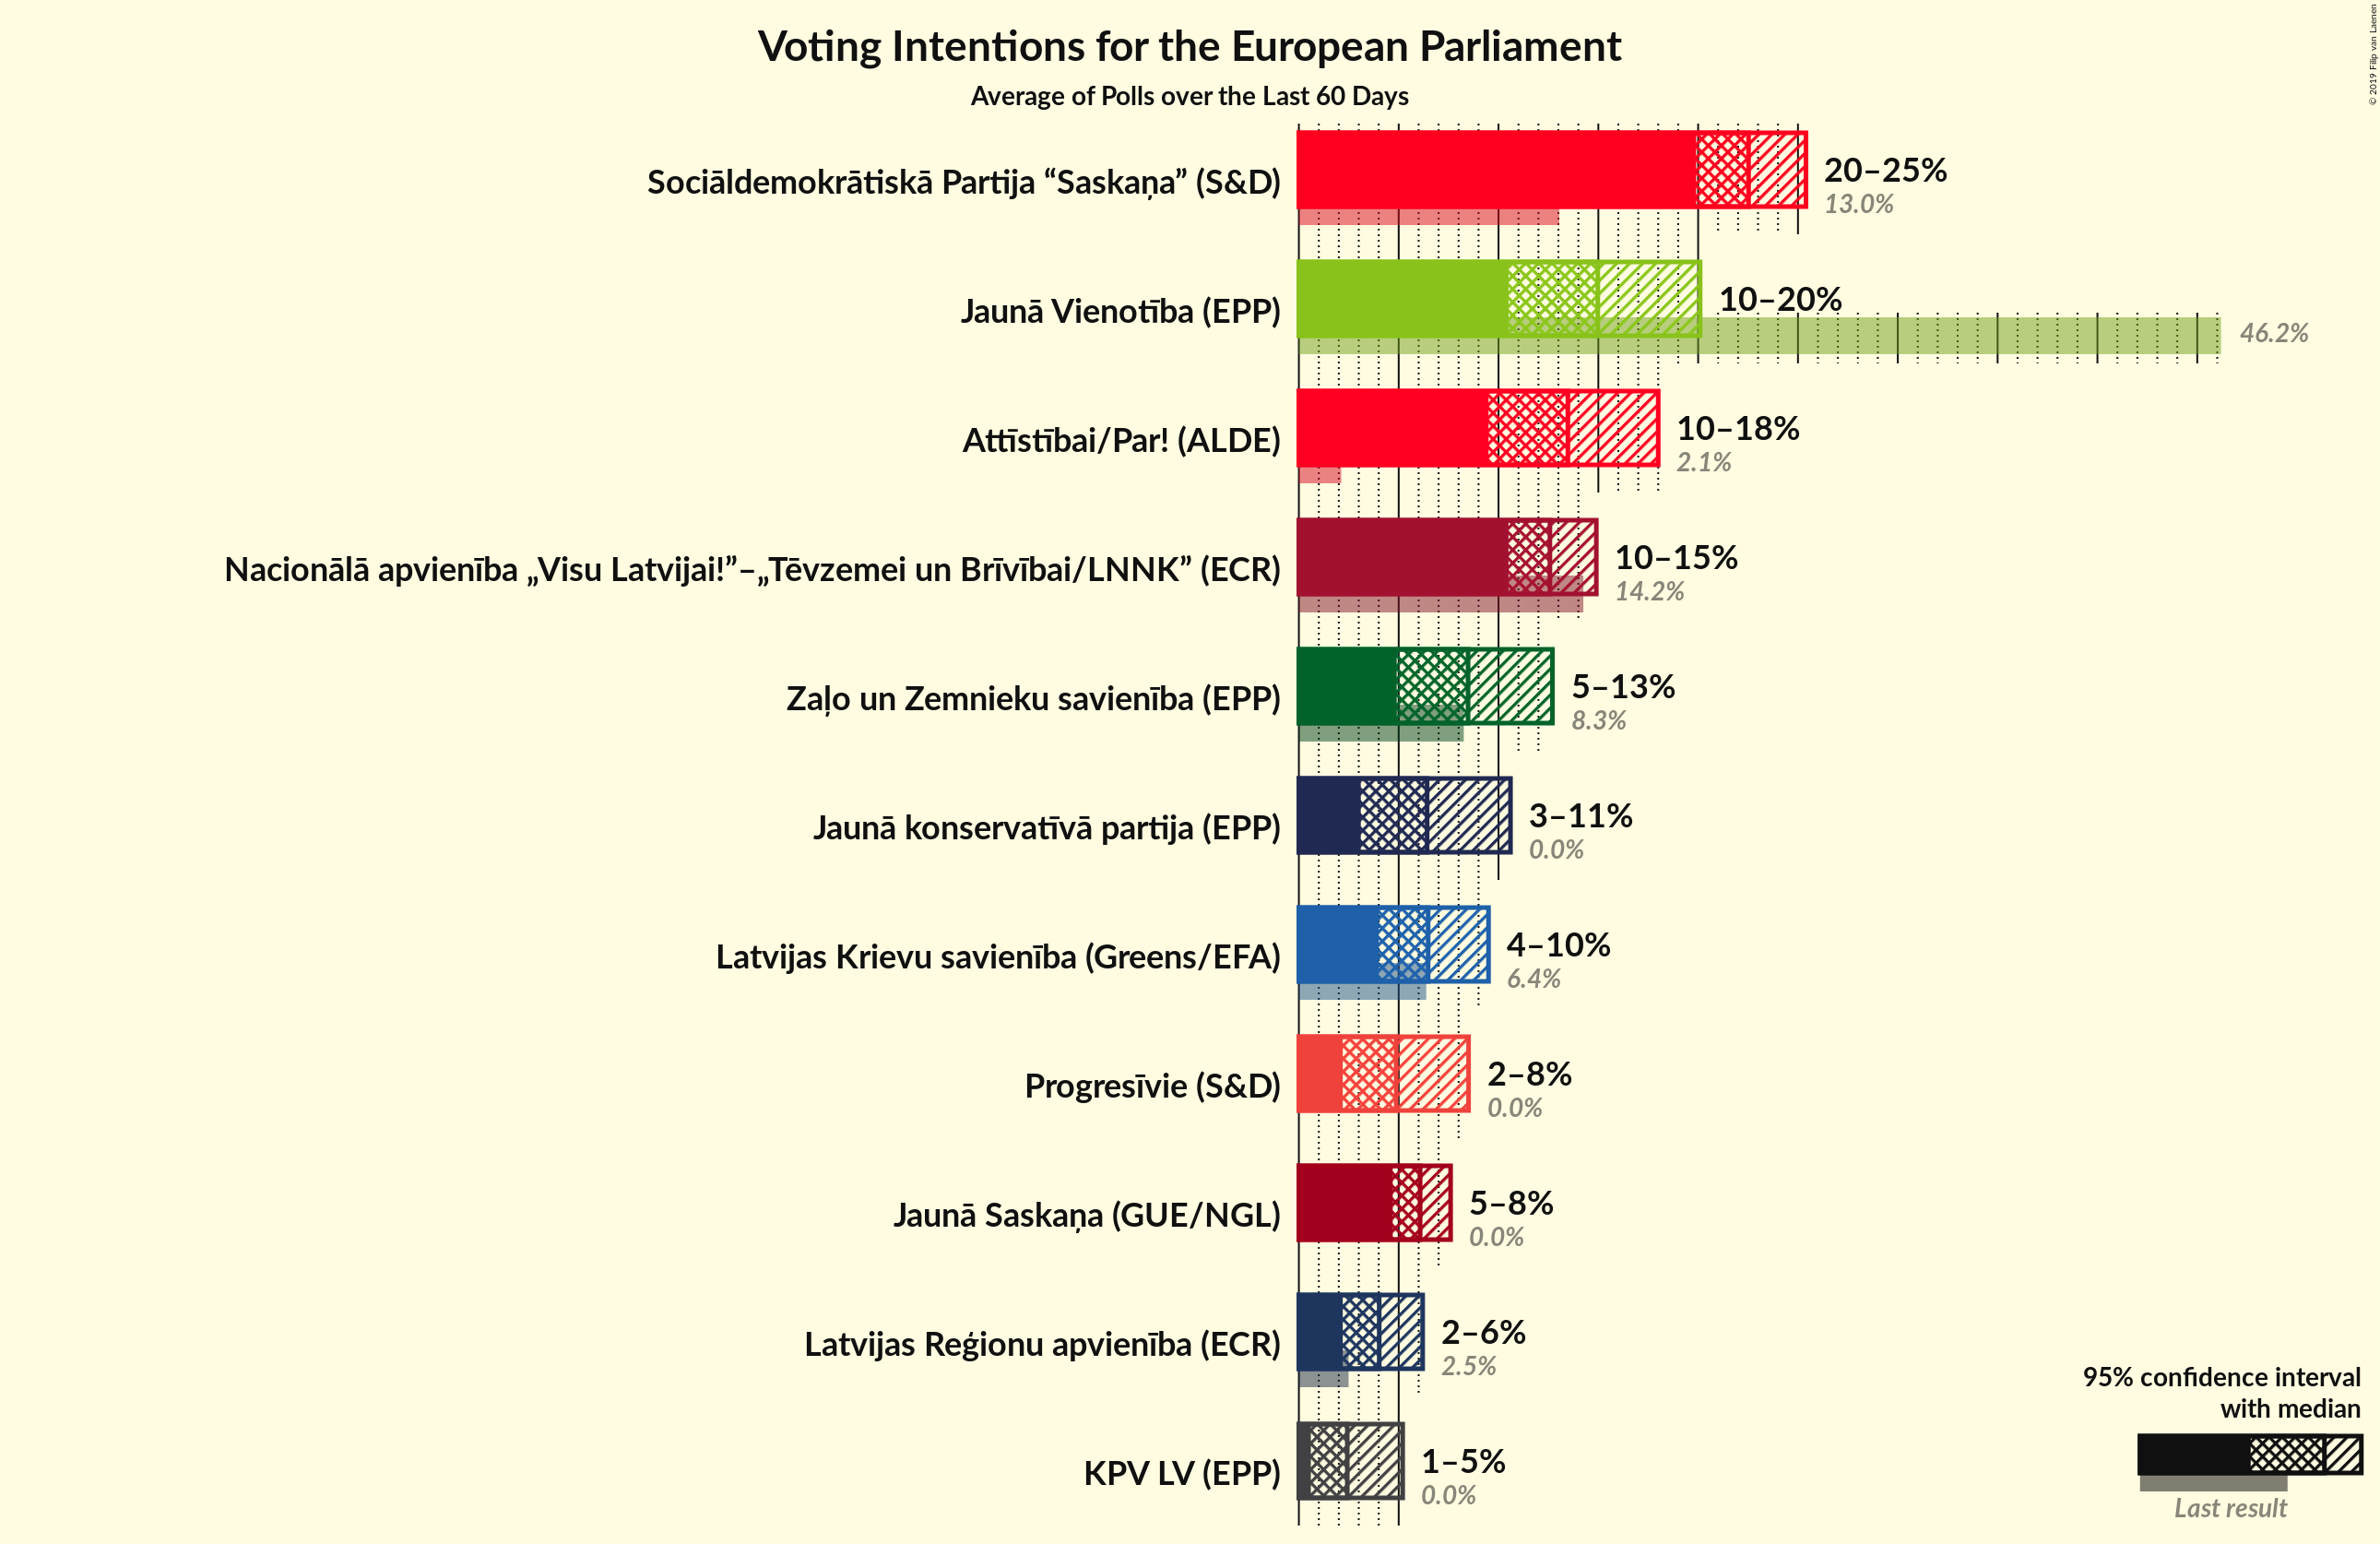 Voting Intentions for the European Parliament
Average of Polls over the Last 60 Days
© 2019 Filip van Laenen
Sociāldemokrātiskā Partija “Saskaņa” (S&D)
20–25%
13.0%
Jaunā Vienotība (EPP)
10–20%
46.2%
Attīstībai/Par! (ALDE)
10–18%
2.1%
Nacionālā apvienība „Visu Latvijai!”–„Tēvzemei un Brīvībai/LNNK” (ECR)
10–15%
14.2%
Zaļo un Zemnieku savienība (EPP)
5–13%
8.3%
Jaunā konservatīvā partija (EPP)
3–11%
0.0%
Latvijas Krievu savienība (Greens/EFA)
4–10%
6.4%
Progresīvie (S&D)
2–8%
0.0%
Jaunā Saskaņa (GUE/NGL)
5–8%
0.0%
Latvijas Reģionu apvienība (ECR)
2–6%
2.5%
KPV LV (EPP)
1–5%
0.0%
95% confidence interval
with median
Last result